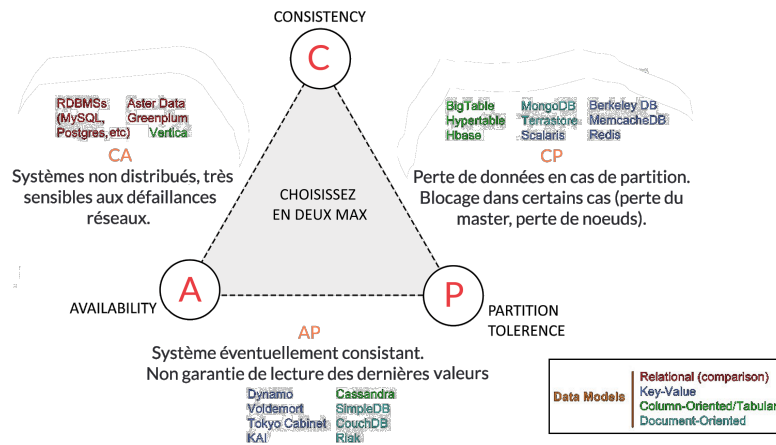 CONSISTENCY
C
RDBMSs
(MySQL,
Postgres,etc)
Aster Data
Greenplum
Vertica
CA
Systèmes non distribués, très
sensibles aux défaillances
réseaux.
BigTable
Hypertable
Hbase
MongoDB
Terrastore
Scalaris
Berkeley DB
MemcacheDB
Redis
CP
Perte de données en cas de partition.
Blocage dans certains cas (perte du
master, perte de noeuds).
CHOISISSEZ
EN DEUX MAX
AVAILABILITY
A
P
PARTITION
TOLERENCE
AP
Système éventuellement consistant.
Non garantie de lecture des dernières valeurs
Dynamo
Voldemort
Tokyo Cabinet
KAI
Cassandra
SimpleDB
CouchDB
Riak
Data Models
Relational (comparison)
Key-Value
Column-Oriented/Tabular
Document-Oriented